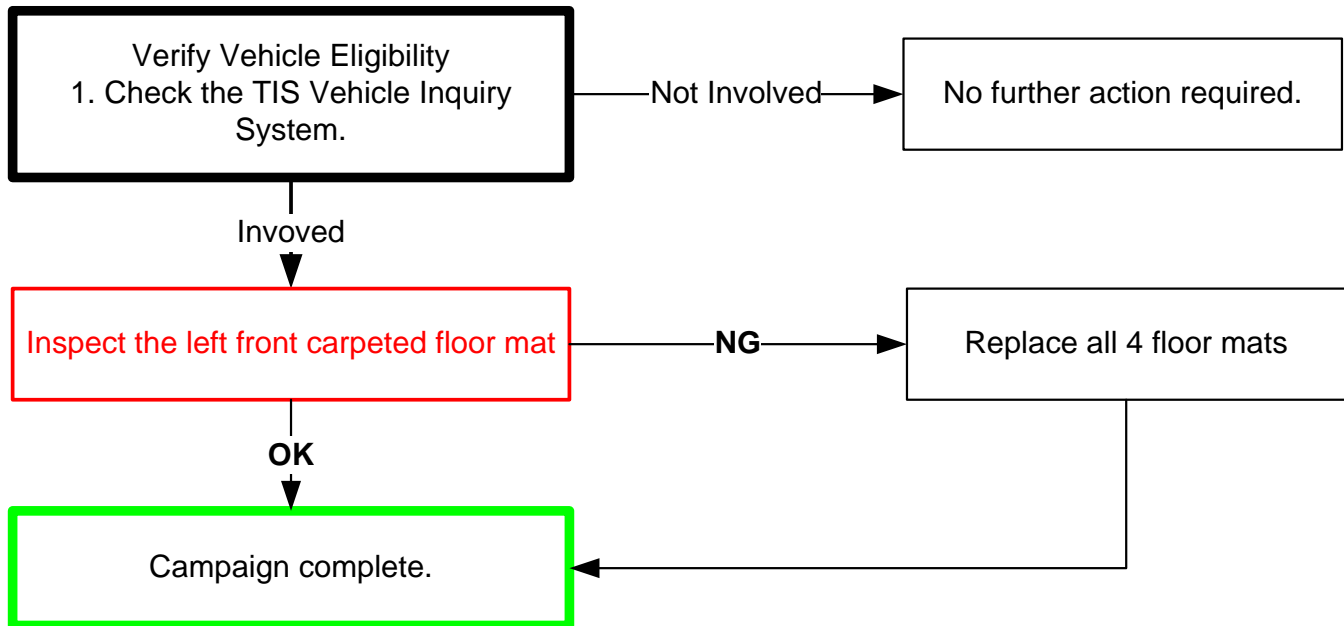 Verify Vehicle Eligibility
1. Check the TIS Vehicle Inquiry
System.
Not Involved
No further action required.
Invoved
Inspect the left front carpeted floor mat
NG
Replace all 4 floor mats
OK
Campaign complete.